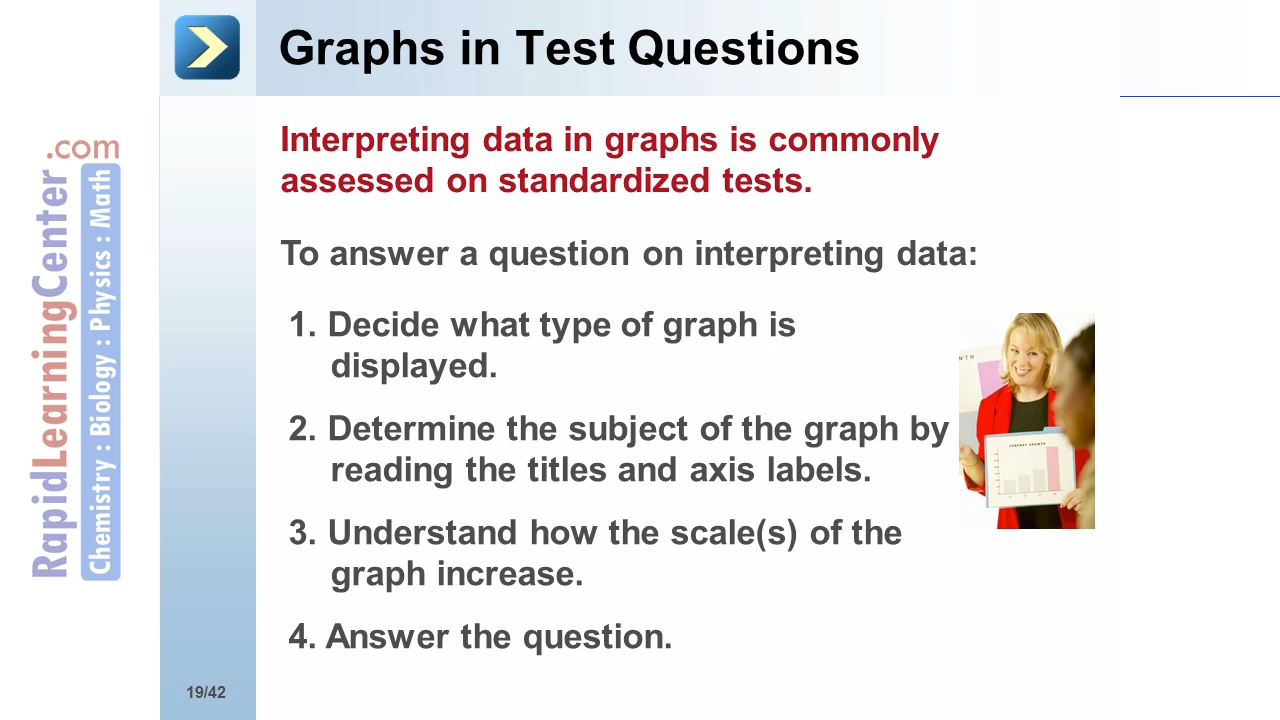 Graphs in Test Questions
Interpreting data in graphs is commonly
assessed on standardized tests.
To answer a question on interpreting data:
1. Decide what type of graph is
displayed.
2. Determine the subject of the graph by
reading the titles and axis labels.
3. Understand how the scale(s) of the
graph increase.
4. Answer the question.
RapidLearningCenter.com
Chemistry : Biology : Physics : Math
WTH
COMPANY GROWTH
19/42